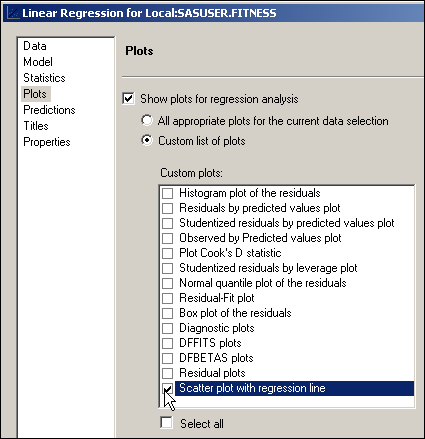 Linear Regression for Local:SASUSER.FITNESS
Data
Model
Statistics
Plots
Predictions
Titles
Properties
Plots
Show plots for regression analysis
All appropriate plots for the current data selection
Custom list of plots
Custom plots:
Histogram plot of the residuals
Residuals by predicted values plot
Studentized residuals by predicted values plot
Observed by Predicted values plot
Plot Cook's D statistic
Studentized residuals by leverage plot
Normal quantile plot of the residuals
Residual-Fit plot
Box plot of the residuals
Diagnostic plots
DFFITS plots
DFBETAS plots
Residual plots
Scatter plot with regression line
Select all